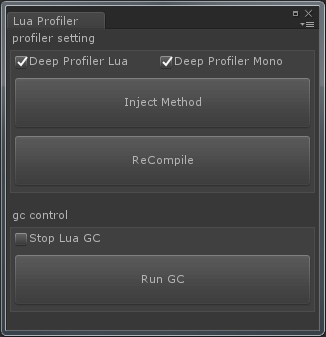 Lua Profiler
profiler setting
Deep Profiler Lua Deep Profiler Mono
Inject Method
ReCompile
gc control
Stop Lua GC
Run GC